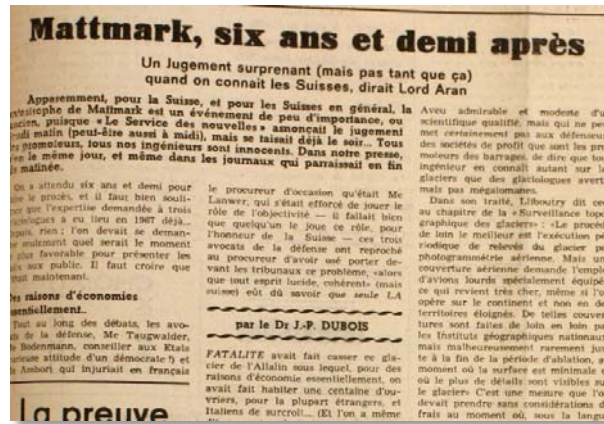 Mattmark, six ans et demi après
Un Jugement surprenant (mais pas tant que ça)
quand on connait les Suisses, dirait Lord Aran
Apparemment, pour la Suisse, et pour les Suisses en général, la
de Mattmark est un événement de peu d'importance, ou
puisque « Le Service des nouvelles » amonçait le jugement
matin (peut-être aussi à midi), mais se taisait déjà le soir... Tous
promoteurs, tous nos ingénieurs sont innocents. Dans notre presse,
le même jour, et même dans les journaux qui parraissait en fin
matinée.
On a attendu six ans et demi pour
le procès, et il faut bien souli-
que l'expertise demandée à trois
a eu lieu en 1967 déjà...
rien ; l'on devait se deman-
seulement quel serait le moment
plus favorable pour présenter les
au public. Il faut croire que
maintenant.
raisons d'économies
essentiellement..
Tout au long des débats, les avo-
de la défense, Me Taugwalder,
Bodenmann, conseiller aux Etats
attitude d'un démocrate !) et
Ambort qui injuriait en français
La preuve
le procureur d'occasion qu'était Me
Lanwer, qui s'était efforcé de jouer le
rôle de l'objectivité — il fallait bien
que quelqu'un le joue ce rôle, pour
l'honneur de la Suisse — ces trois
avocats de la défense ont reproché
au procureur d'avoir osé porter de-
vant les tribunaux ce problème, «alors
que tout esprit lucide, cohérent» (mais
suisse) eût dû savoir que seule LA
par le Dr J.-P. DUBOIS
FATALITE avait fait casser ce gla-
cier de l'Allalin sous lequel, pour des
raisons d'économie essentiellement, on
avait fait habiter une centaine d'ou-
vriers, pour la plupart étrangers, et
Italiens de surcroît... (Et l'on a même
Aveu admirable et modeste d'u
scientifique qualifié, mais qui ne pe
met certainement pas aux défenseur
des sociétés de profit que sont les pro
moteurs des barrages, de dire que tou
ingénieur en connaît autant sur le
glaciers que des glaciologues avert
mais pas mégalomanes.
Dans son traité, Lliboutry dit ce
au chapitre de la «Surveillance topo
graphique des glaciers» : «Le procéd
de loin le meilleur est l'exécution pé
riodique de relevés du glacier pa
photogrammétrie aérienne. Mais un
couverture aérienne demande l'emplo
d'avions lourds spécialement équipé
ce qui revient très cher, même si l'o
opère sur le continent et non en de
territoires éloignés. De telles couver
tures sont faites de loin en loin pa
les Instituts géographiques nationau
mais malheureusement rarement jus
te à la fin de la période d'ablation, a
moment où la surface est minimale e
où le plus de détails sont visibles su
le glacier» C'est une mesure que l'o
devait prendre sans considérations d
frais au moment où, sous la langu